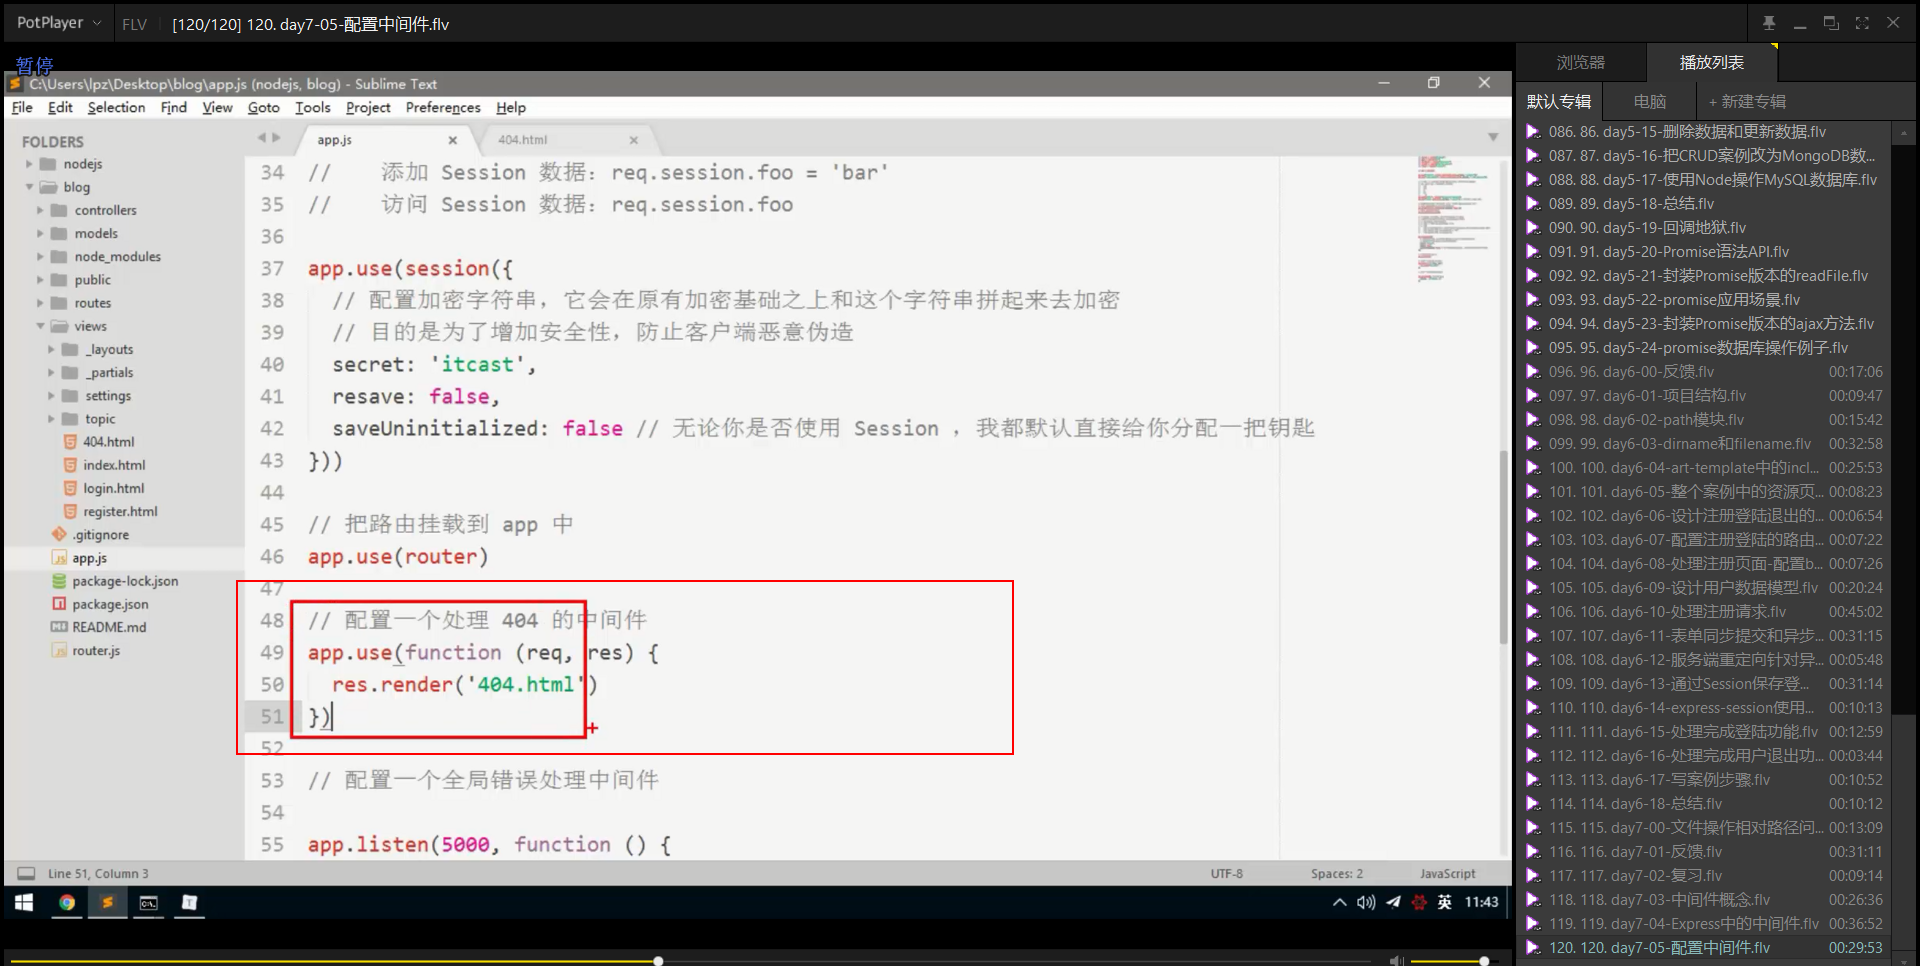 PotPlayer
FLV
[120/120] 120. day7-05-配置中间件.flv
暂停
C:\Users\lpz\Desktop\blog\app.js (nodejs, blog) - Sublime Text
File Edit Selection Find View Goto Tools Project Preferences Help
FOLDERS
nodejs
blog
controllers
models
node_modules
public
routes
views
_layouts
_partials
settings
topic
404.html
index.html
login.html
register.html
.gitignore
app.js
package-lock.json
package.json
README.md
router.js
app.js
404.html
34 // 添加 Session 数据：req.session.foo = 'bar'
35 // 访问 Session 数据：req.session.foo
36
37 app.use(session({
38 // 配置加密字符串，它会在原有加密基础之上和这个字符串拼起来去加密
39 // 目的是为了增加安全性，防止客户端恶意伪造
40 secret: 'itcast',
41 resave: false,
42 saveUninitialized: false // 无论你是否使用 Session ，我都默认直接给你分配一把钥匙
43 }))
44
45 // 把路由挂载到 app 中
46 app.use(router)
47
48 // 配置一个处理 404 的中间件
49 app.use(function (req, res) {
50 res.render('404.html')
51 })
52
53 // 配置一个全局错误处理中间件
54
55 app.listen(5000, function () {
Line 51, Column 3
UTF-8
Spaces: 2
JavaScript
英
11:43
浏览器
播放列表
默认专辑
电脑
+ 新建专辑
086. 86. day5-15-删除数据和更新数据.flv
087. 87. day5-16-把CRUD案例改为MongoDB数...
088. 88. day5-17-使用Node操作MySQL数据库.flv
089. 89. day5-18-总结.flv
090. 90. day5-19-回调地狱.flv
091. 91. day5-20-Promise语法API.flv
092. 92. day5-21-封装Promise版本的readFile.flv
093. 93. day5-22-promise应用场景.flv
094. 94. day5-23-封装Promise版本的ajax方法.flv
095. 95. day5-24-promise数据库操作例子.flv
096. 96. day6-00-反馈.flv 00:17:06
097. 97. day6-01-项目结构.flv 00:09:47
098. 98. day6-02-path模块.flv 00:15:42
099. 99. day6-03-dirname和filename.flv 00:32:58
100. 100. day6-04-art-template中的incl... 00:25:53
101. 101. day6-05-整个案例中的资源页... 00:08:23
102. 102. day6-06-设计注册登陆退出的... 00:06:54
103. 103. day6-07-配置注册登陆的路由... 00:07:22
104. 104. day6-08-处理注册页面-配置b... 00:07:26
105. 105. day6-09-设计用户数据模型.flv 00:20:24
106. 106. day6-10-处理注册请求.flv 00:45:02
107. 107. day6-11-表单同步提交和异步... 00:31:15
108. 108. day6-12-服务端重定向针对异... 00:05:48
109. 109. day6-13-通过Session保存登... 00:31:14
110. 110. day6-14-express-session使用... 00:10:13
111. 111. day6-15-处理完成登陆功能.flv 00:12:59
112. 112. day6-16-处理完成用户退出功... 00:03:44
113. 113. day6-17-写案例步骤.flv 00:10:52
114. 114. day6-18-总结.flv 00:10:12
115. 115. day7-00-文件操作相对路径问... 00:13:09
116. 116. day7-01-反馈.flv 00:31:11
117. 117. day7-02-复习.flv 00:09:14
118. 118. day7-03-中间件概念.flv 00:26:36
119. 119. day7-04-Express中的中间件.flv 00:36:52
120. 120. day7-05-配置中间件.flv 00:29:53